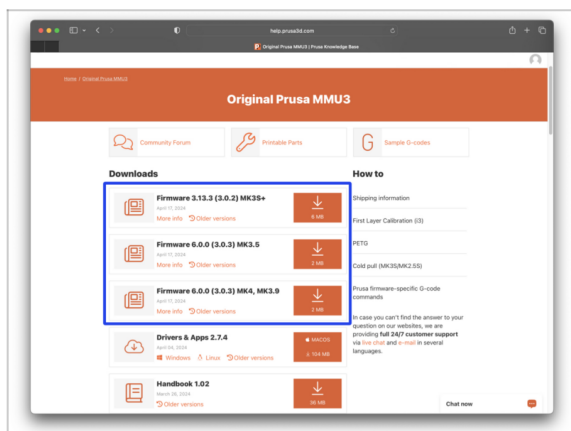 help.prusa3d.com
Original Prusa MMU3 | Prusa Knowledge Base
Home / Original Prusa MMU3
Original Prusa MMU3
Community Forum
Printable Parts
G
Sample G-codes
Downloads
Firmware 3.13.3 (3.0.2) MK3S+
April 17, 2024
More info Older versions
8 MB
Firmware 6.0.0 (3.0.3) MK3.5
April 17, 2024
More info Older versions
2 MB
Firmware 6.0.0 (3.0.3) MK4, MK3.9
April 17, 2024
More info Older versions
2 MB
Drivers & Apps 2.7.4
April 04, 2024
Windows Linux Older versions
MACOS
104 MB
Handbook 1.02
March 26, 2024
Older versions
36 MB
How to
Shipping information
First Layer Calibration (i3)
PETG
Cold pull (MK3S/MK2.5S)
Prusa firmware-specific G-code
commands
In case you can't find the answer to your
question on our websites, we are
providing full 24/7 customer support
via live chat and e-mail in several
languages.
Chat now